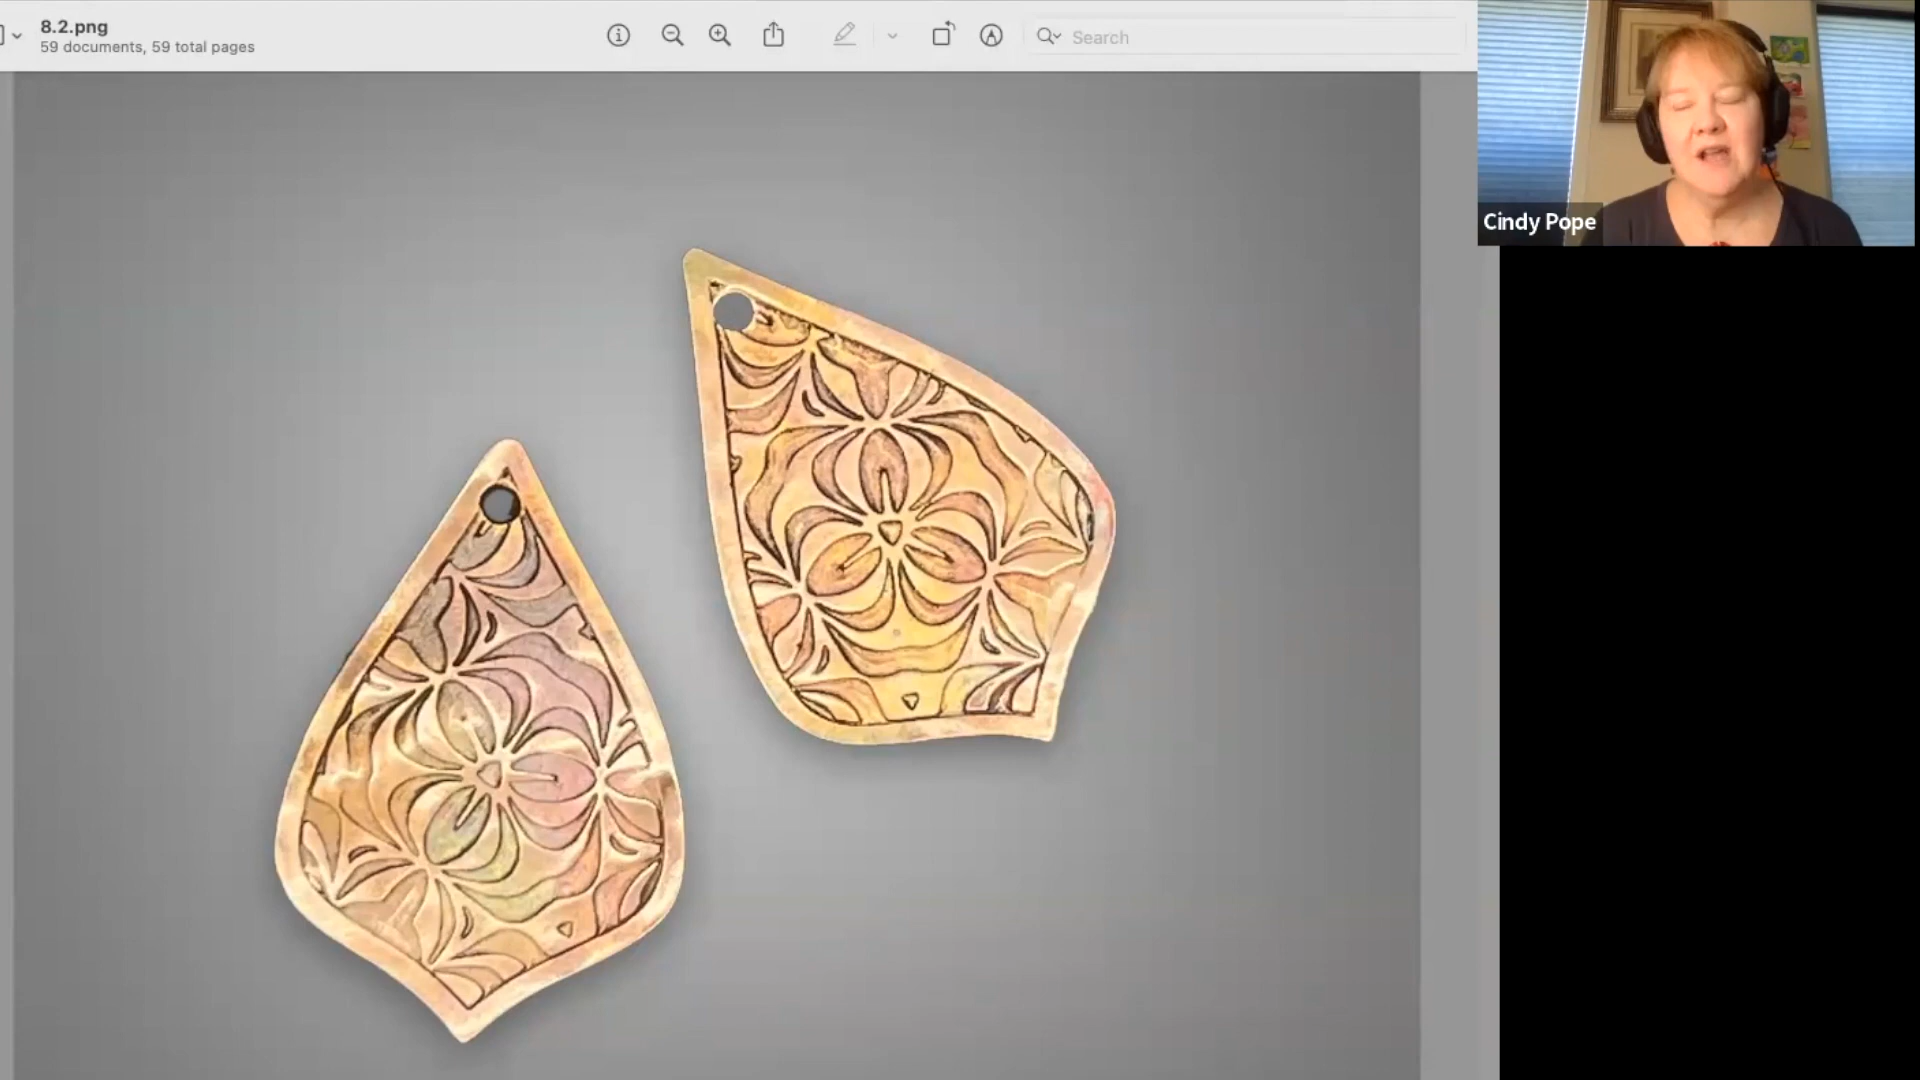 8.2.png
59 documents, 59 total pages
Search
Cindy Pope